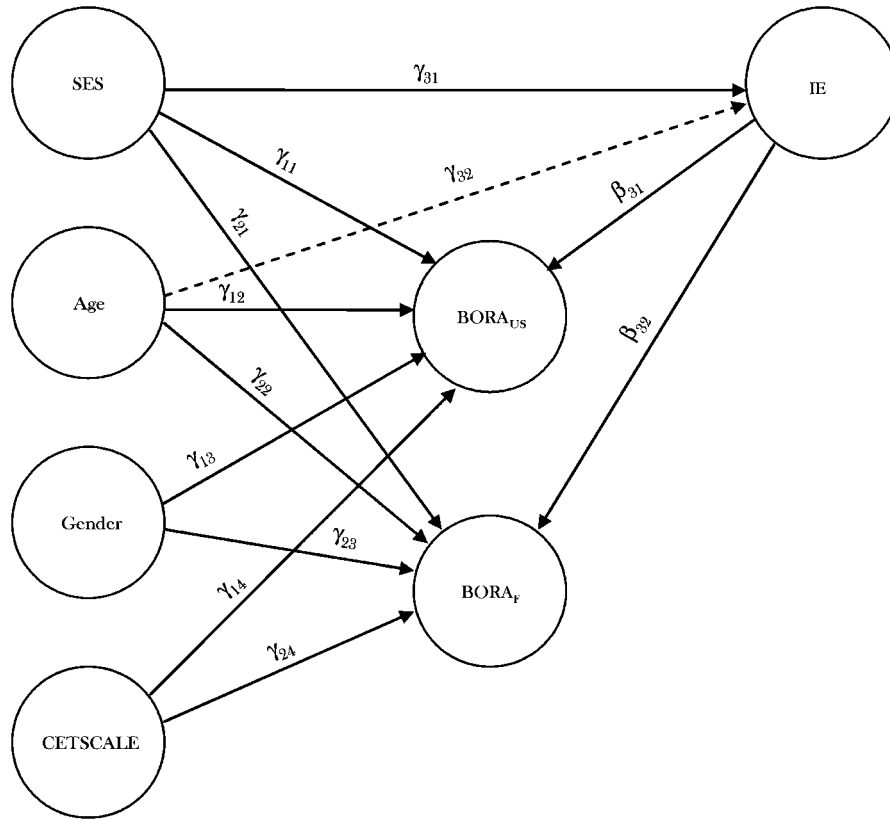 SES
γ31
IE
γ11
γ32
β31
γ21
Age
γ12
BORAUS
β32
γ22
γ13
Gender
γ23
γ14
BORAF
γ24
CETSCALE